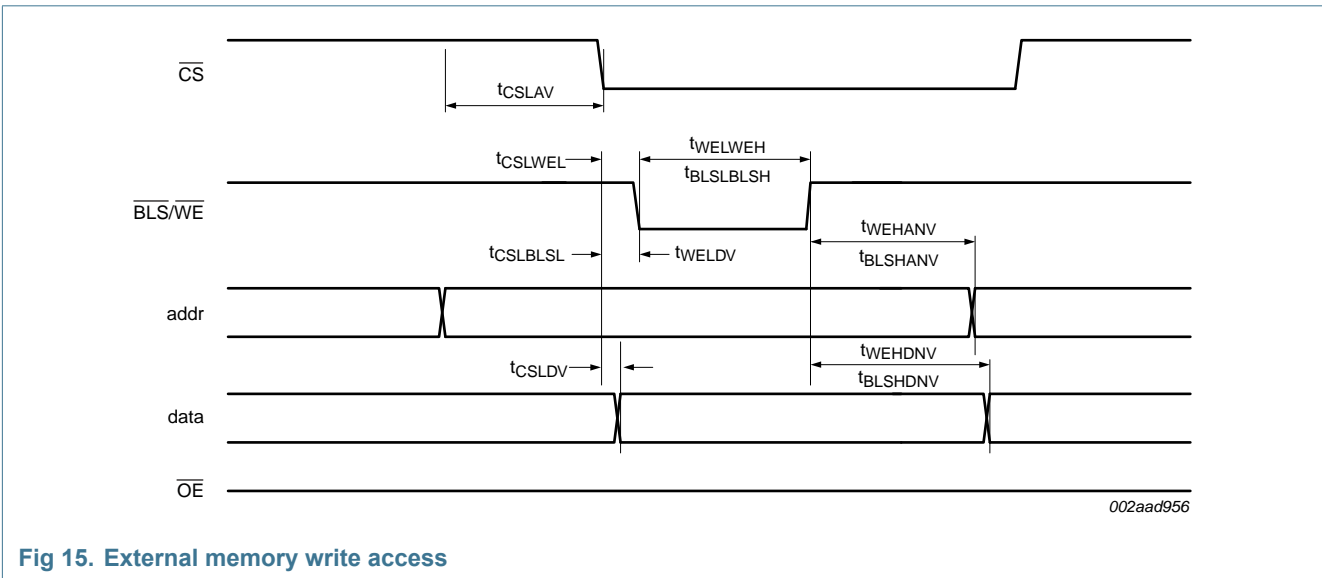 CS
tCSLAV
tCSLWEL
tWELWEH
tBLSLBLSH
BLS/WE
tCSLBLSL
tWELDV
tWEHANV
tBLSHANV
addr
tCSLDV
tWEHDNV
tBLSHDNV
data
OE
002aad956
Fig 15. External memory write access